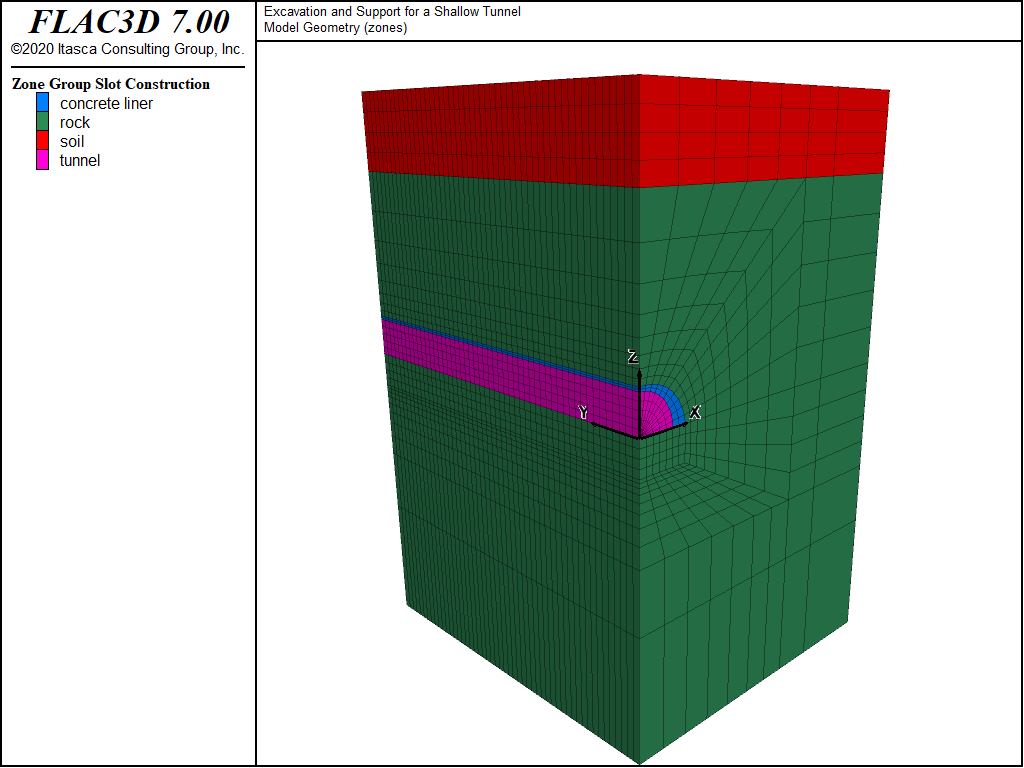 FLAC3D 7.00
©2020 Itasca Consulting Group, Inc.
Zone Group Slot Construction
concrete liner
rock
soil
tunnel
Excavation and Support for a Shallow Tunnel
Model Geometry (zones)
Z
Y
X